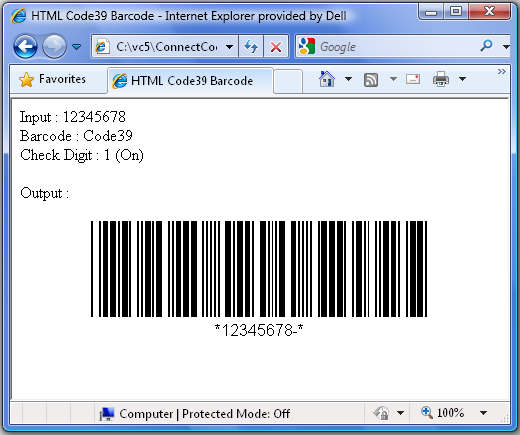 HTML Code39 Barcode - Internet Explorer provided by Dell
C:\vc5\ConnectCo
Google
Favorites
HTML Code39 Barcode
Input : 12345678
Barcode : Code39
Check Digit : 1 (On)
Output :
*12345678-*
Computer | Protected Mode: Off
100%